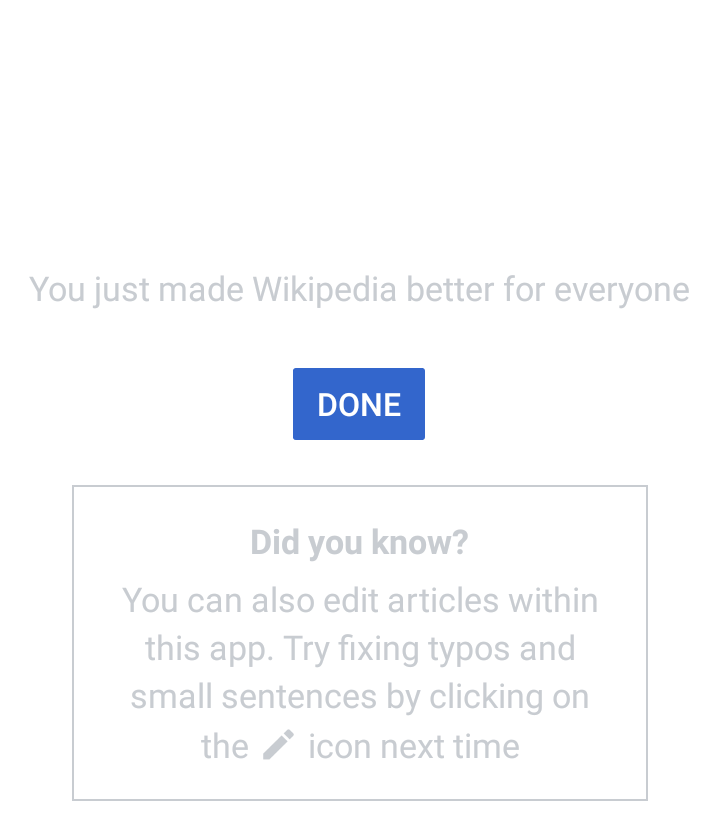 You just made Wikipedia better for everyone
DONE
Did you know?
You can also edit articles within
this app. Try fixing typos and
small sentences by clicking on
the icon next time